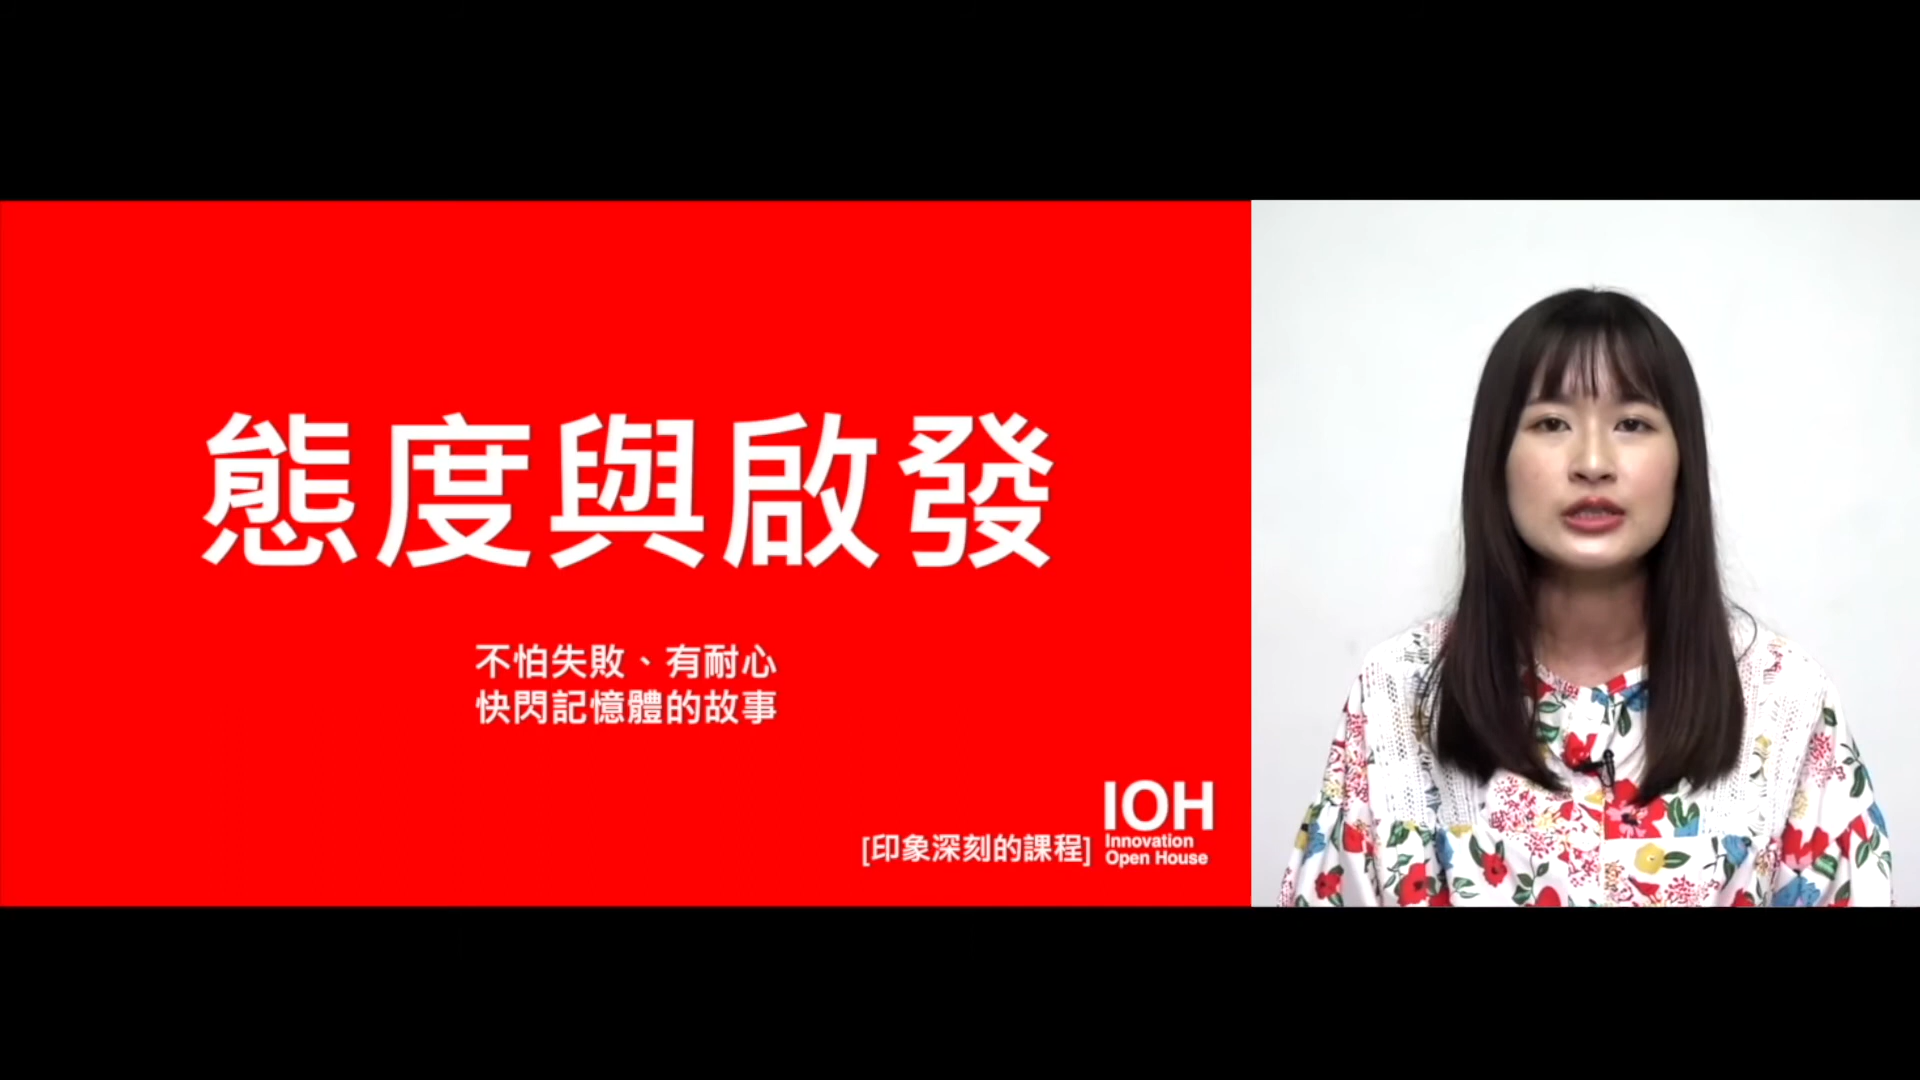 態度與啟發
不怕失敗、有耐心
快閃記憶體的故事
[印象深刻的課程]
IOH
Innovation
Open House